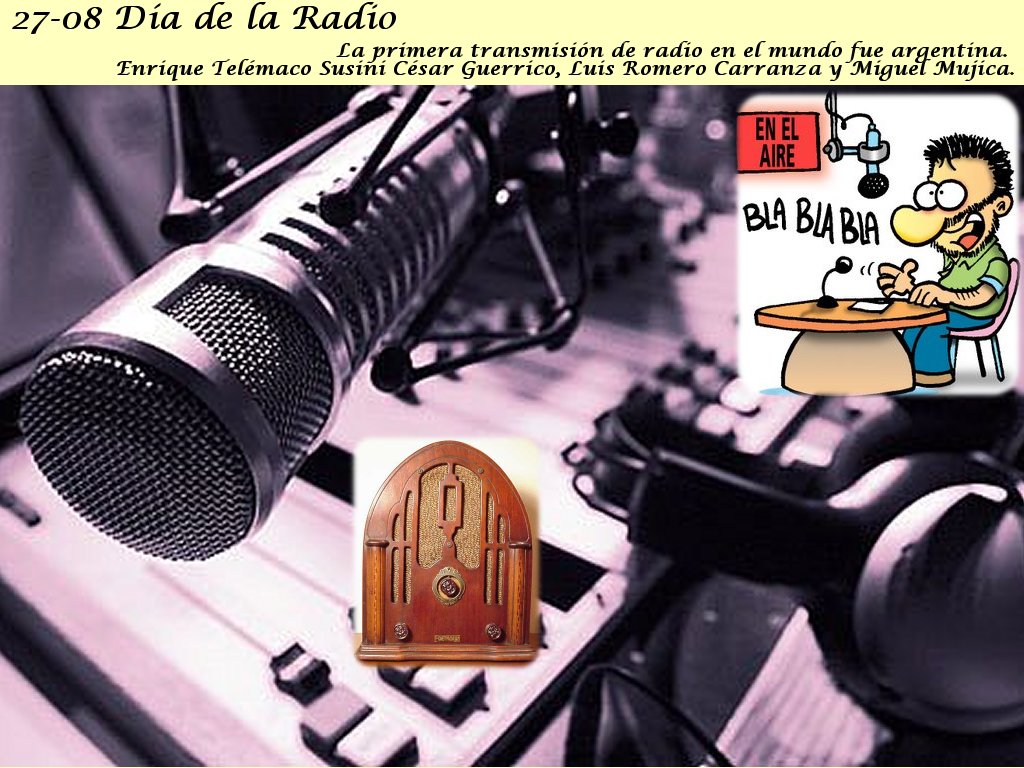 27-08 Día de la Radio
La primera transmisión de radio en el mundo fue argentina.
Enrique Telémaco Susini César Guerrico, Luis Romero Carranza y Miguel Mujica.
EN EL
AIRE
BLA BLA BLA